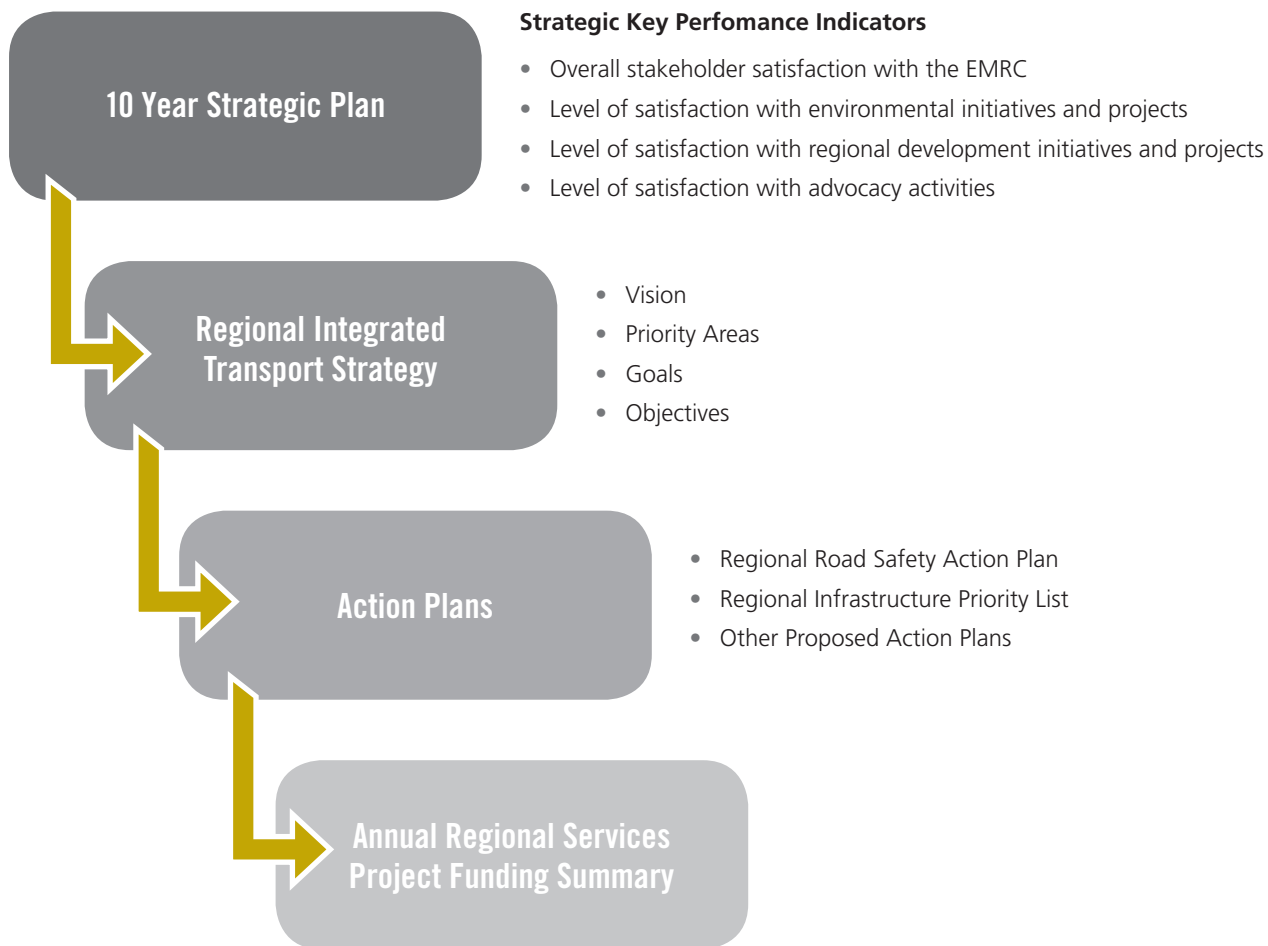 Strategic Key Perfomance Indicators
10 Year Strategic Plan
• Overall stakeholder satisfaction with the EMRC
• Level of satisfaction with environmental initiatives and projects
• Level of satisfaction with regional development initiatives and projects
• Level of satisfaction with advocacy activities
Regional Integrated
Transport Strategy
• Vision
• Priority Areas
• Goals
• Objectives
Action Plans
• Regional Road Safety Action Plan
• Regional Infrastructure Priority List
• Other Proposed Action Plans
Annual Regional Services
Project Funding Summary